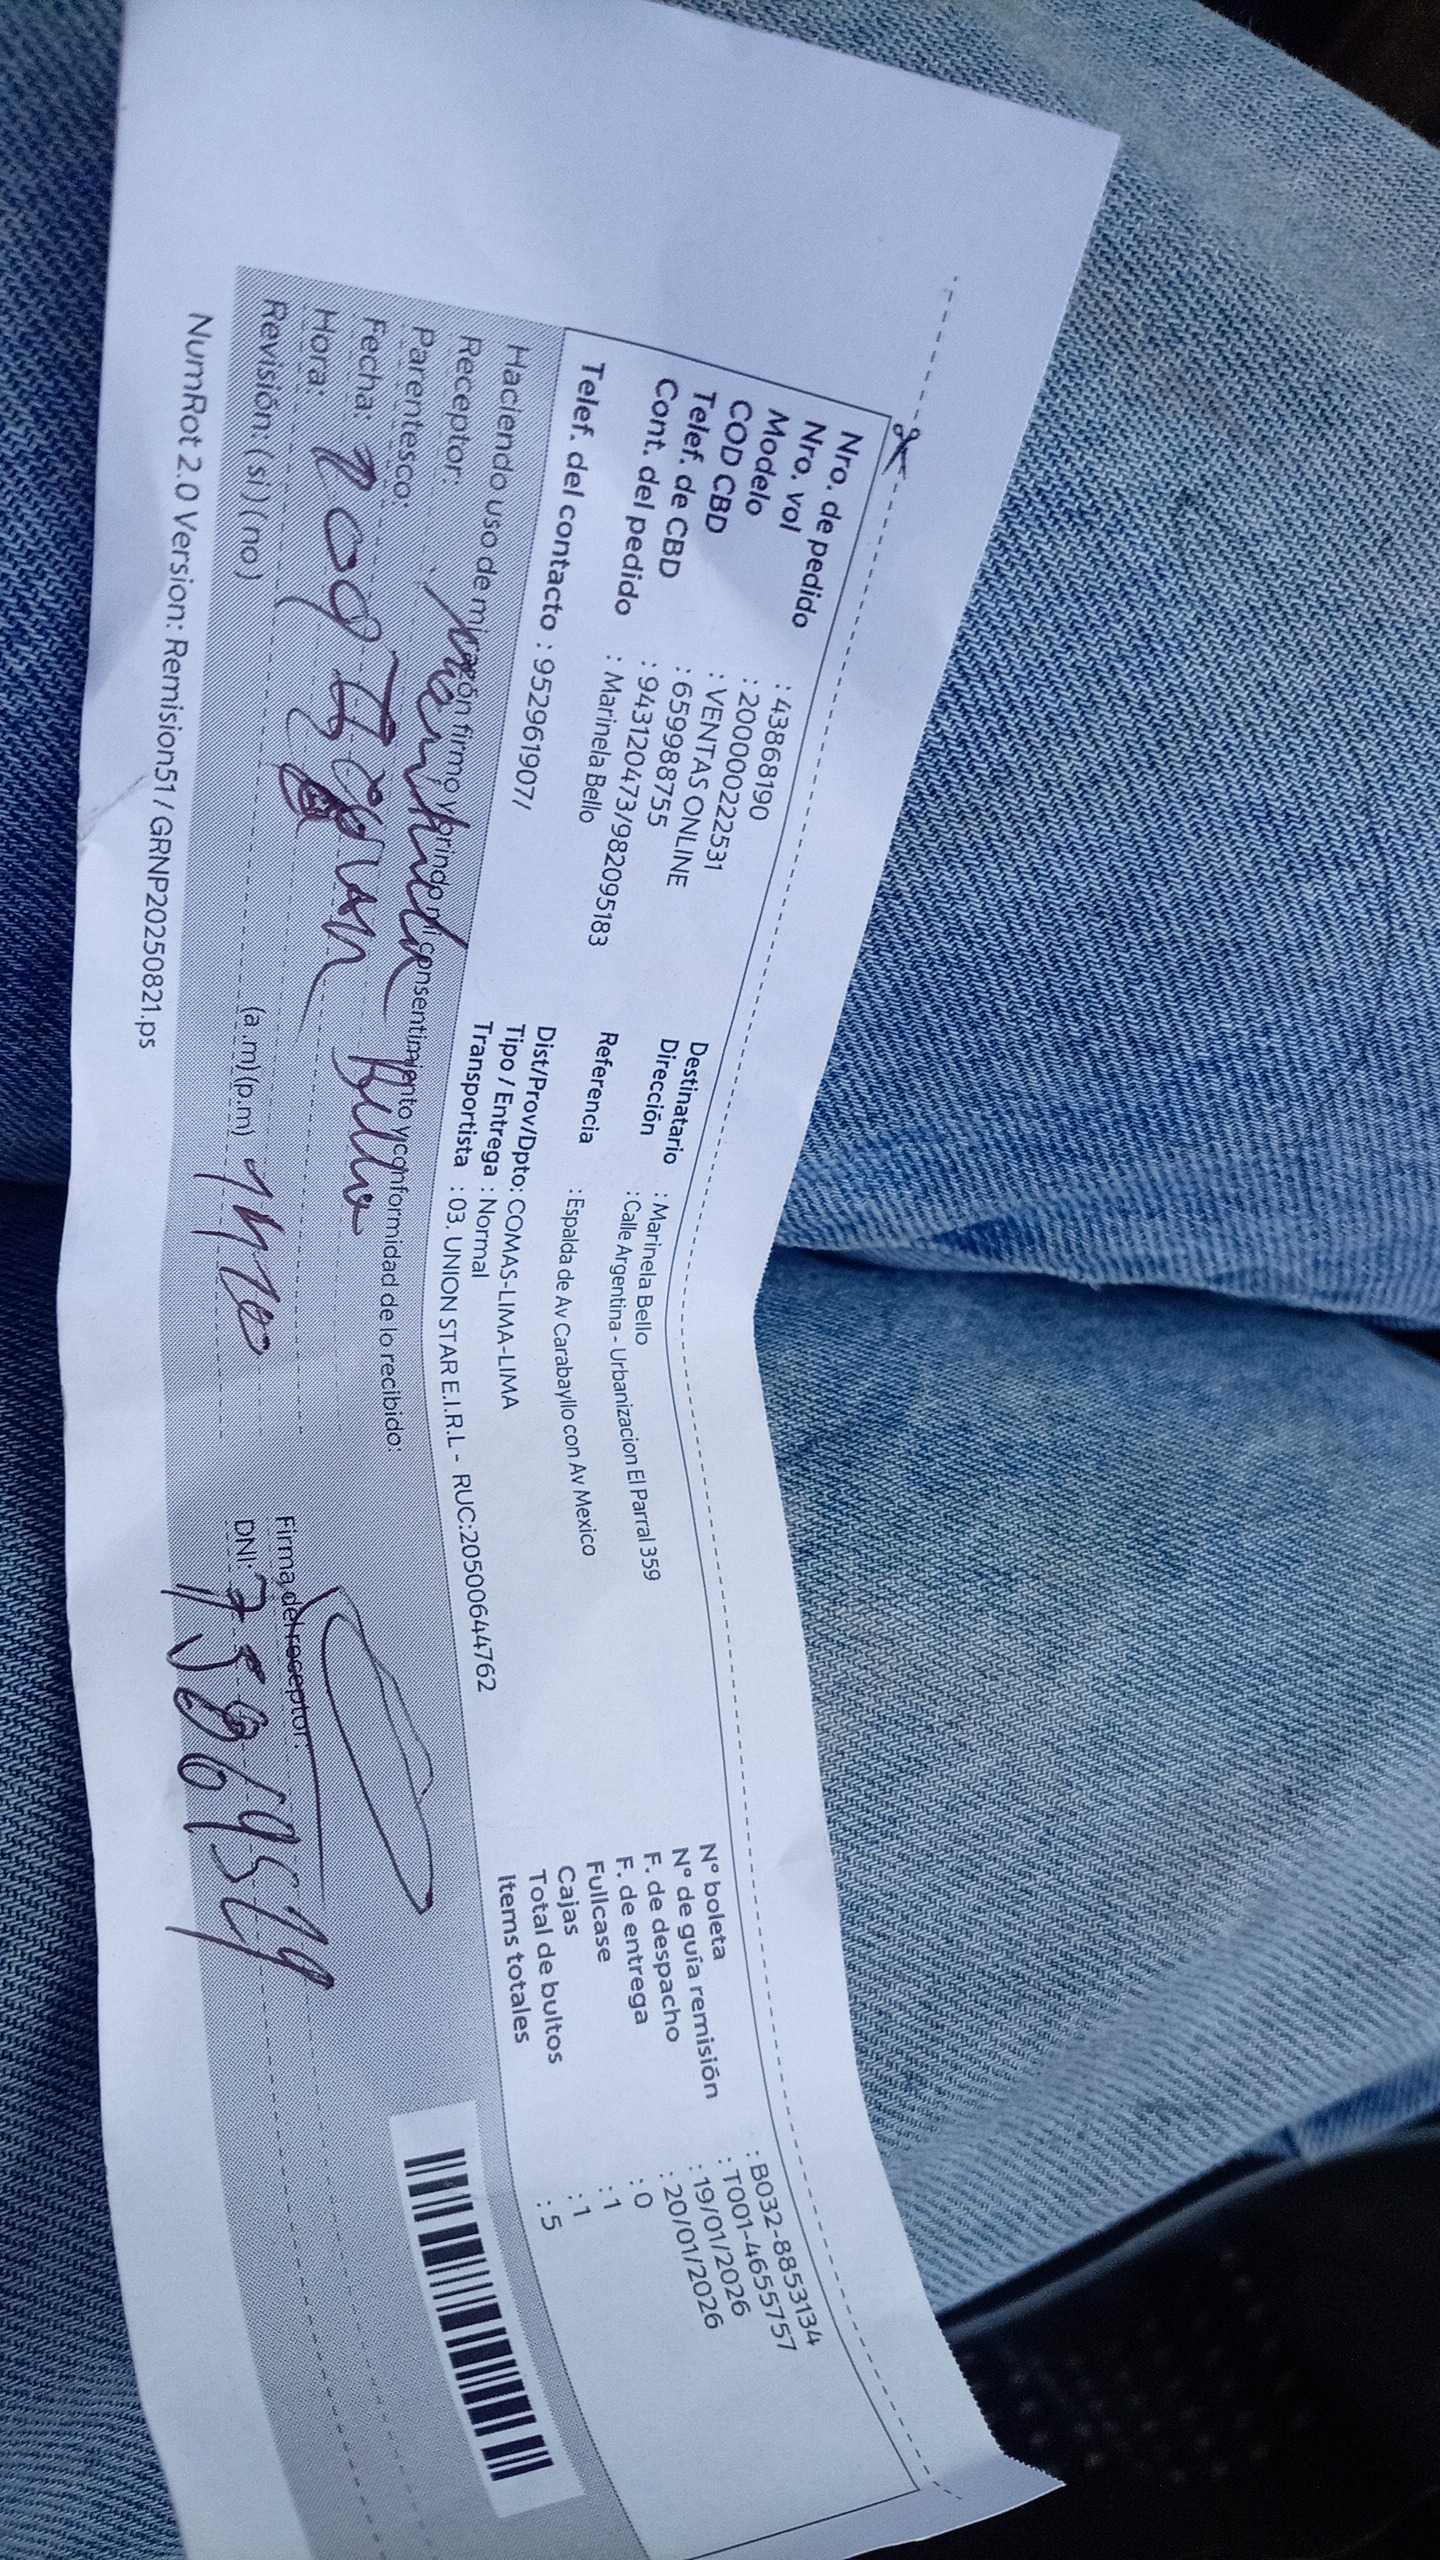 Nro. de pedido : 43868190
Nro. vol : 20000022​2531
Modelo : VENTAS ONLINE
COD CBD : 659988755
Telef. de CBD : 943120473/982095183
Cont. del pedido : Marinela Bello
Telef. del contacto : 952961907/
Destinatario : Marinela Bello
Dirección : Calle Argentina - Urbanizacion El Parral 359
Referencia : Espalda de Av Carabayllo con Av Mexico
Dist/Prov/Dpto: COMAS-LIMA-LIMA
Tipo / Entrega : Normal
Transportista : 03. UNION STAR E.I.R.L - RUC:20500644762
N° boleta : B032-8853134
N° de guía remisión : T001-4655757
F. de despacho : 19/01/2026
F. de entrega : 20/01/2026
Fullcase : 0
Cajas : 1
Total de bultos : 1
Items totales : 5
Haciendo uso de mi razón firmo y brindo mi consentimiento y conformidad de lo recibido:
Receptor: Bello
Parentesco:
Fecha:
Hora: (a .m) (p.m)
Revisión: (si) (no)
Firma del receptor:
DNI:
NumRot 2.0 Version: Remision51 / GRNP20250821.ps